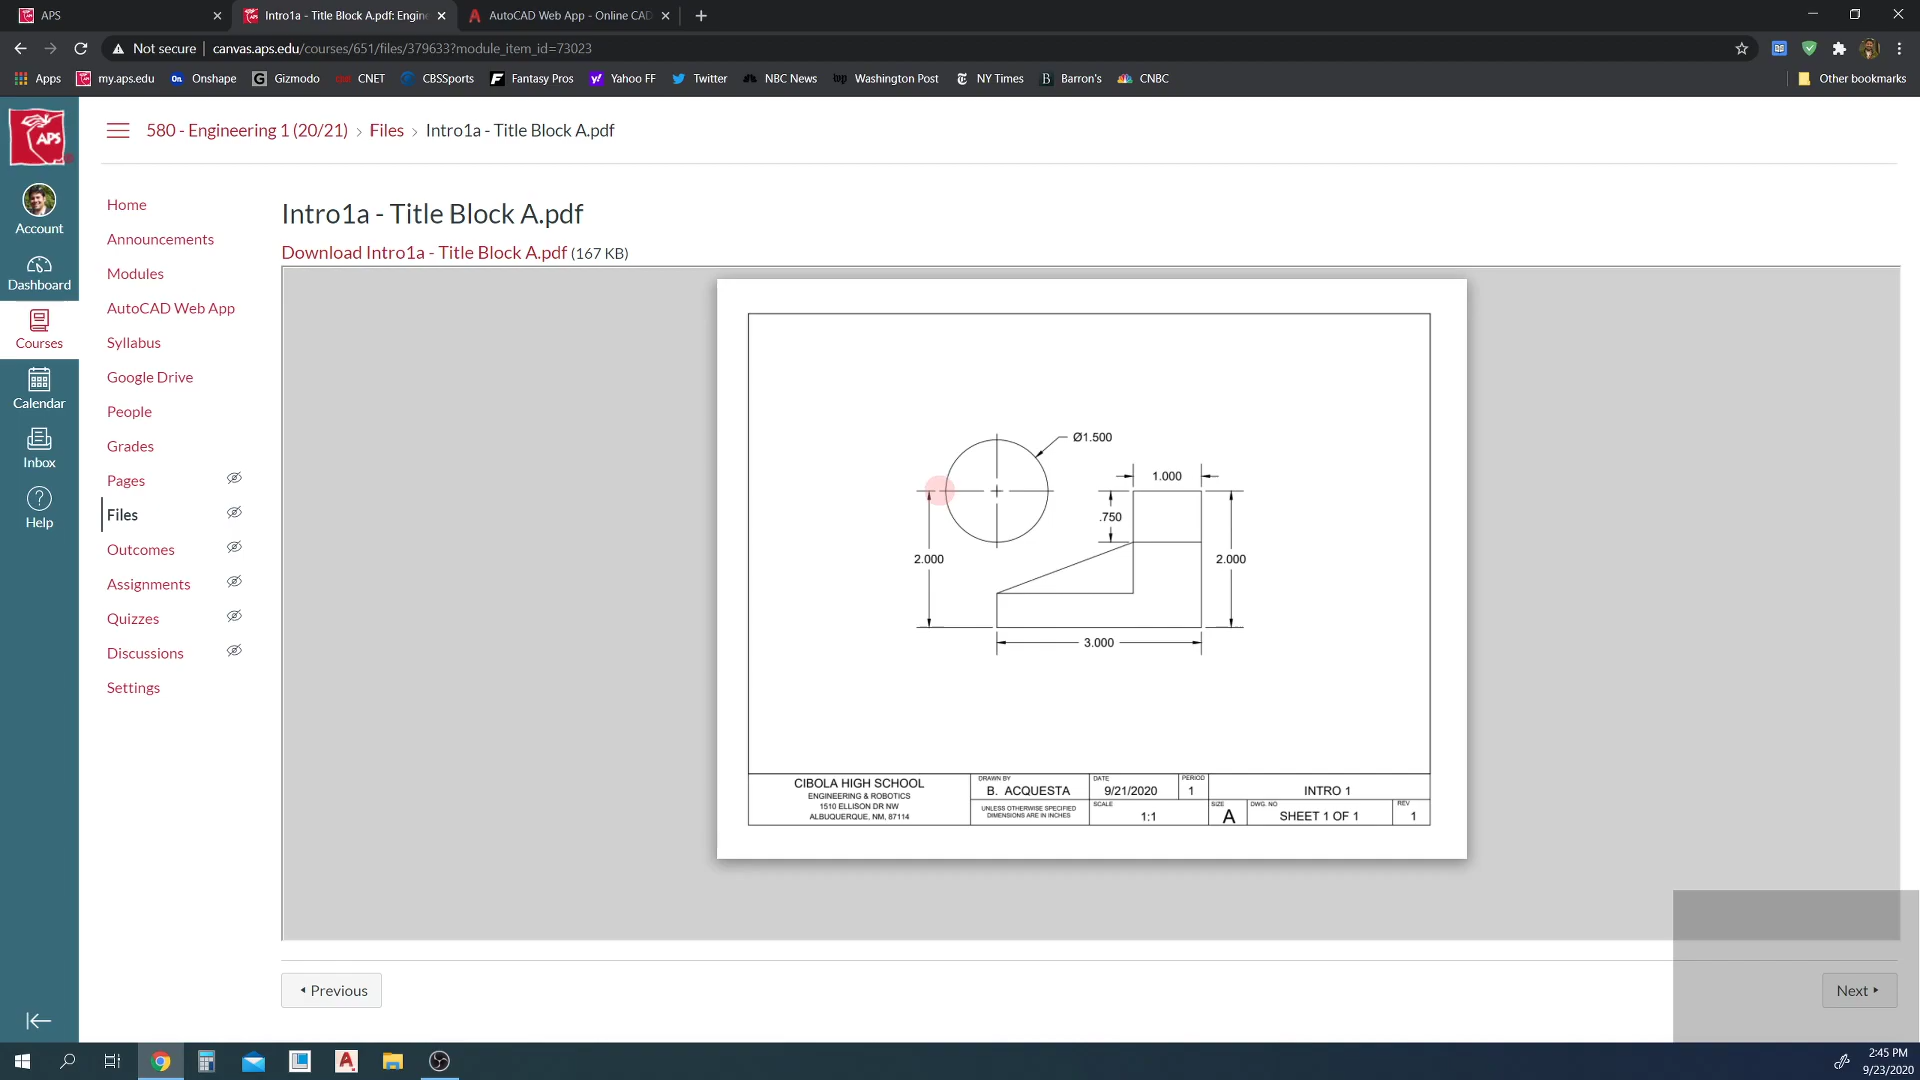 APS
Intro1a - Title Block A.pdf: Engine
AutoCAD Web App - Online CAD
Not secure
canvas.aps.edu/courses/651/files/379633?module_item_id=73023
Apps
my.aps.edu
Onshape
Gizmodo
CNET
CBSSports
Fantasy Pros
Yahoo FF
Twitter
NBC News
Washington Post
NY Times
Barron's
CNBC
Other bookmarks
APS
Account
Dashboard
Courses
Calendar
Inbox
Help
580 - Engineering 1 (20/21) › Files › Intro1a - Title Block A.pdf
Home
Announcements
Modules
AutoCAD Web App
Syllabus
Google Drive
People
Grades
Pages
Files
Outcomes
Assignments
Quizzes
Discussions
Settings
Intro1a - Title Block A.pdf
Download Intro1a - Title Block A.pdf (167 KB)
Ø1.500
1.000
.750
2.000
2.000
3.000
CIBOLA HIGH SCHOOL
ENGINEERING & ROBOTICS
1510 ELLISON DR NW
ALBUQUERQUE, NM, 87114
DRAWN BY
B. ACQUESTA
UNLESS OTHERWISE SPECIFIED
DIMENSIONS ARE IN INCHES
DATE
9/21/2020
PERIOD
1
SCALE
1:1
INTRO 1
SIZE
A
DWG. NO
SHEET 1 OF 1
REV
1
Previous
Next
2:45 PM
9/23/2020